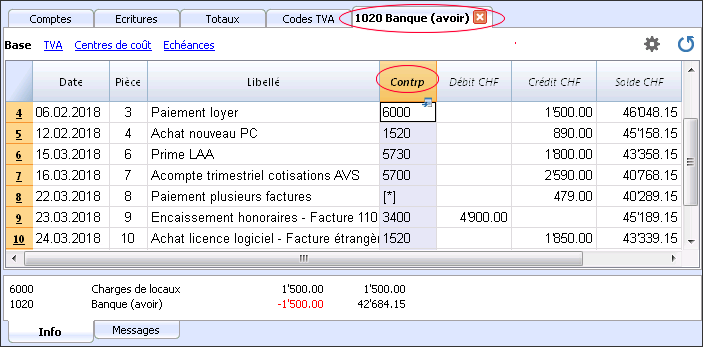 Comptes Ecritures Totaux Codes TVA 1020 Banque (avoir)
Base TVA Centres de coût Echéances
Date Pièce Libellé Contrp Débit CHF Crédit CHF Solde CHF
4 06.02.2018 3 Paiement loyer 6000 1'500.00 46'048.15
5 12.02.2018 4 Achat nouveau PC 1520 890.00 45'158.15
6 15.03.2018 6 Prime LAA 5730 1'800.00 43'358.15
7 16.03.2018 7 Acompte trimestriel cotisations AVS 5700 2'590.00 40'768.15
8 22.03.2018 8 Paiement plusieurs factures [*] 479.00 40'289.15
9 23.03.2018 9 Encaissement honoraires - Facture 110 3400 4'900.00 45'189.15
10 24.03.2018 10 Achat licence logiciel - Facture étrangèr 1520 1'850.00 43'339.15
6000 Charges de locaux 1'500.00 1'500.00
1020 Banque (avoir) -1'500.00 42'684.15
Info Messages